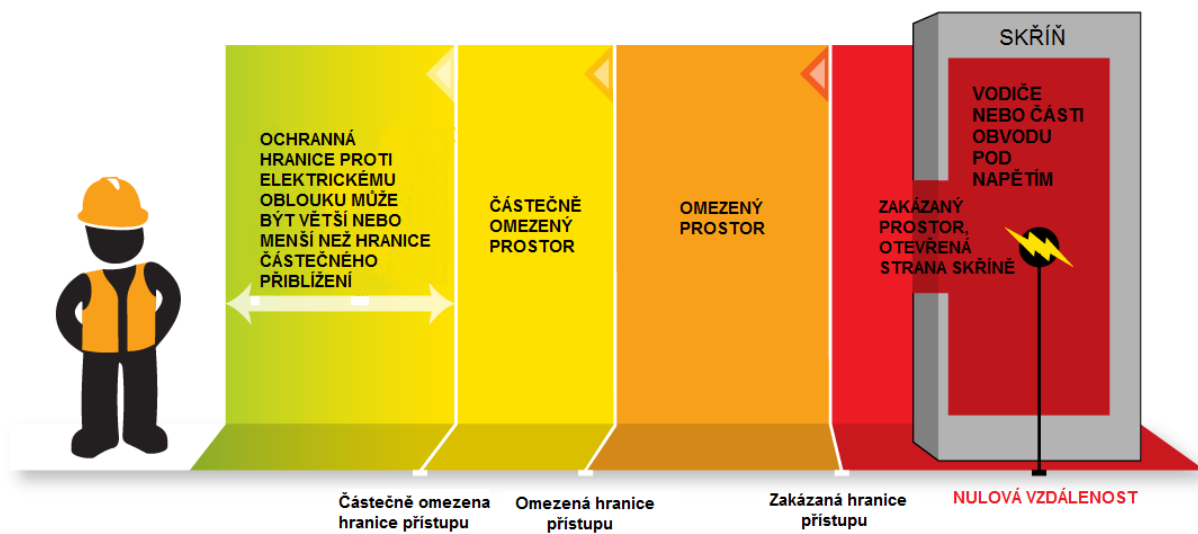 SKŘÍŇ
OCHRANNÁ
HRANICE PROTI
ELEKTRICKÉMU
OBLOUKU MŮŽE
BÝT VĚTŠÍ NEBO
MENŠÍ NEŽ HRANICE
ČÁSTEČNÉHO
PŘIBLÍŽENÍ
ČÁSTEČNĚ
OMEZENÝ
PROSTOR
OMEZENÝ
PROSTOR
ZAKÁZANÝ
PROSTOR,
OTEVŘENÁ
STRANA SKŘÍNĚ
VODIČE
NEBO ČÁSTI
OBVODU
POD
NAPĚTÍM
Částečně omezena
hranice přístupu
Omezená hranice
přístupu
Zakázaná hranice
přístupu
NULOVÁ VZDÁLENOST